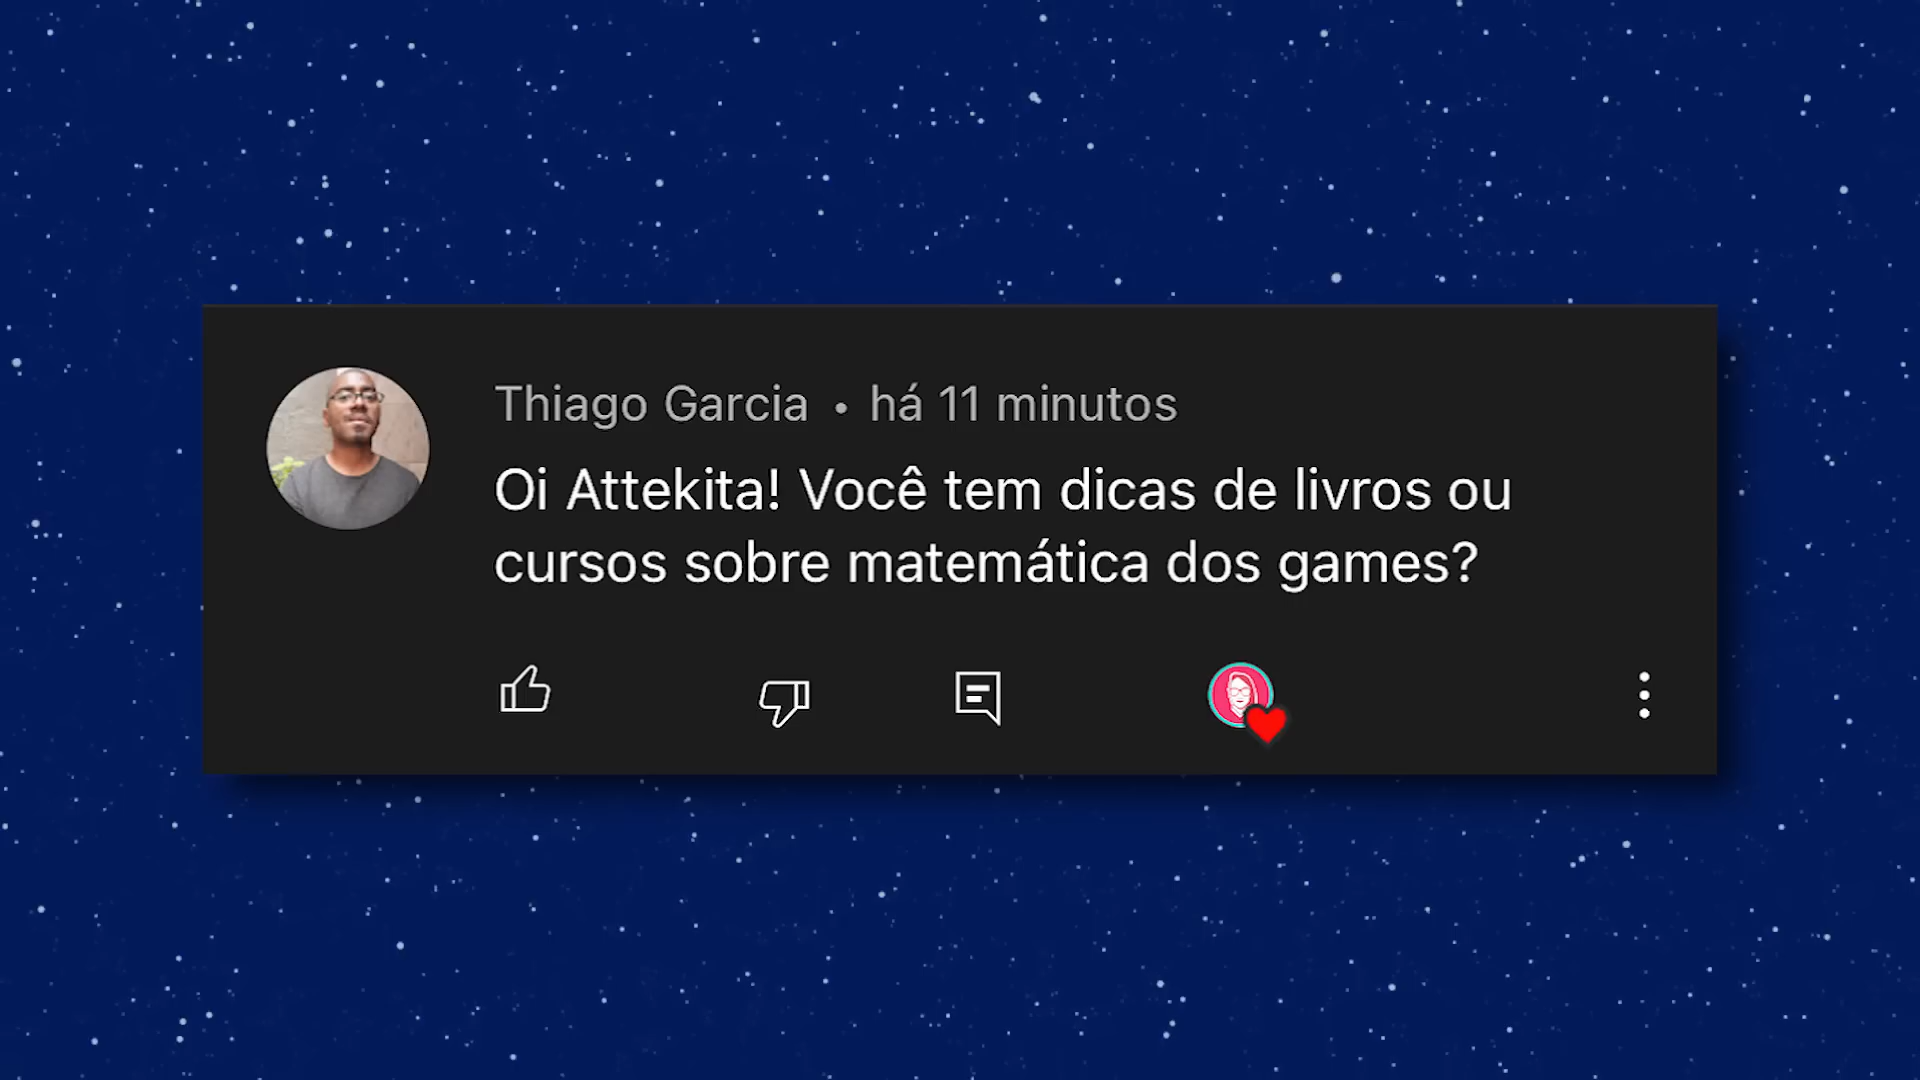 Thiago Garcia • há 11 minutos
Oi Attekita! Você tem dicas de livros ou
cursos sobre matemática dos games?